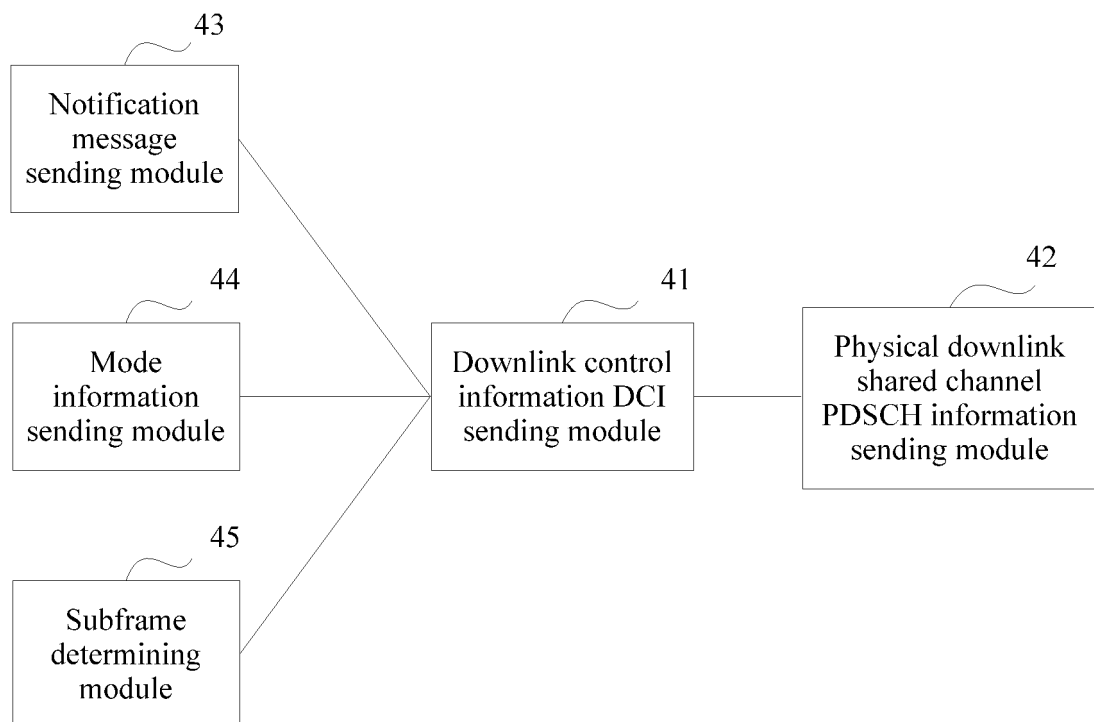 43
Notification
message
sending module
44
Mode
information
sending module
45
Subframe
determining
module
41
Downlink control
information DCI
sending module
42
Physical downlink
shared channel
PDSCH information
sending module